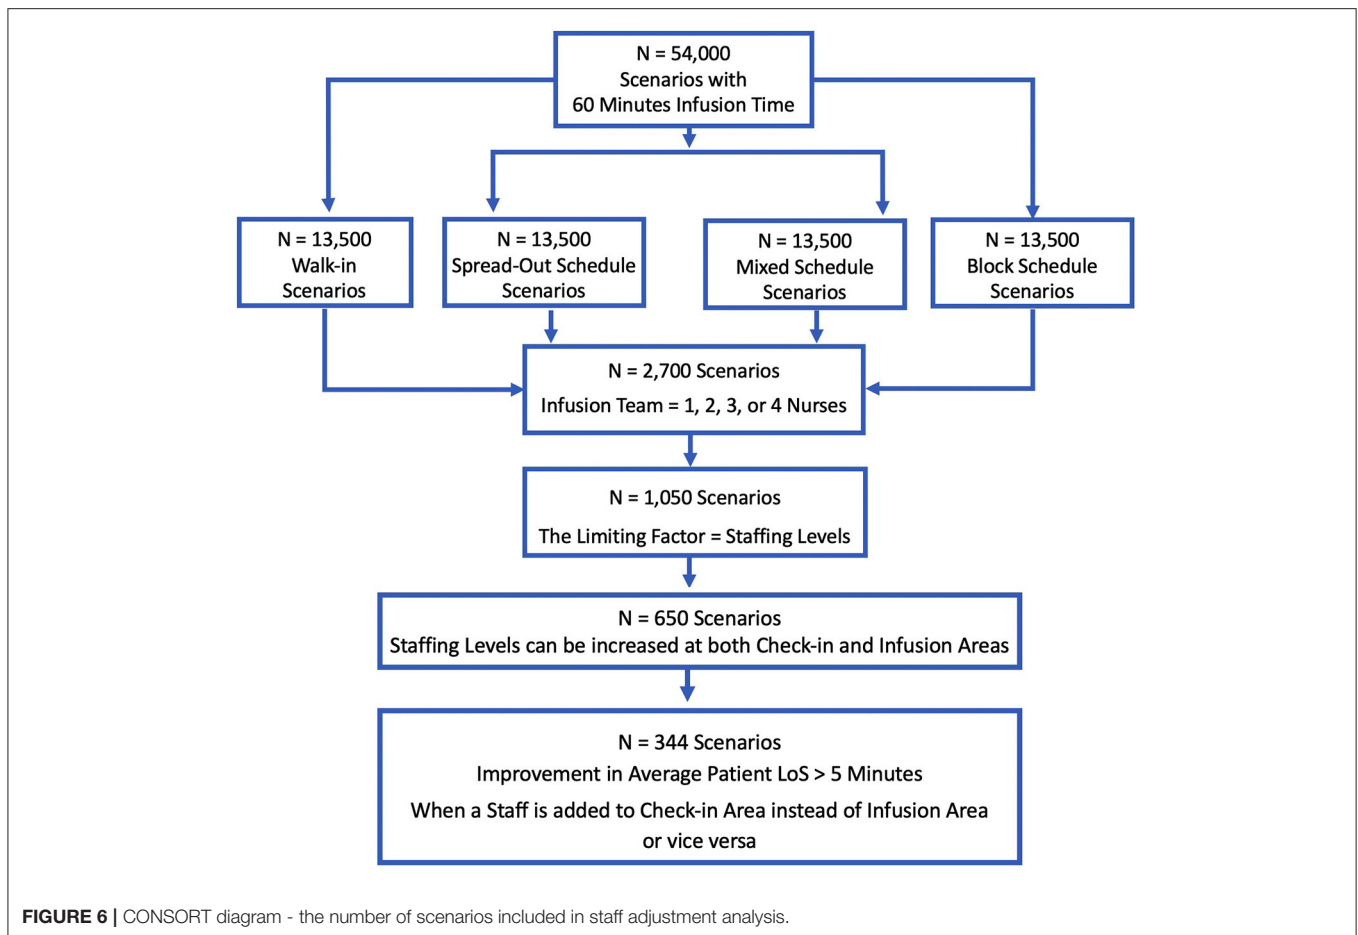 N = 54,000
Scenarios with
60 Minutes Infusion Time
N = 13,500
Walk-in
Scenarios
N = 13,500
Spread-Out Schedule
Scenarios
N = 13,500
Mixed Schedule
Scenarios
N = 13,500
Block Schedule
Scenarios
N = 2,700 Scenarios
Infusion Team = 1, 2, 3, or 4 Nurses
N = 1,050 Scenarios
The Limiting Factor = Staffing Levels
N = 650 Scenarios
Staffing Levels can be increased at both Check-in and Infusion Areas
N = 344 Scenarios
Improvement in Average Patient LoS > 5 Minutes
When a Staff is added to Check-in Area instead of Infusion Area
or vice versa
FIGURE 6 | CONSORT diagram - the number of scenarios included in staff adjustment analysis.